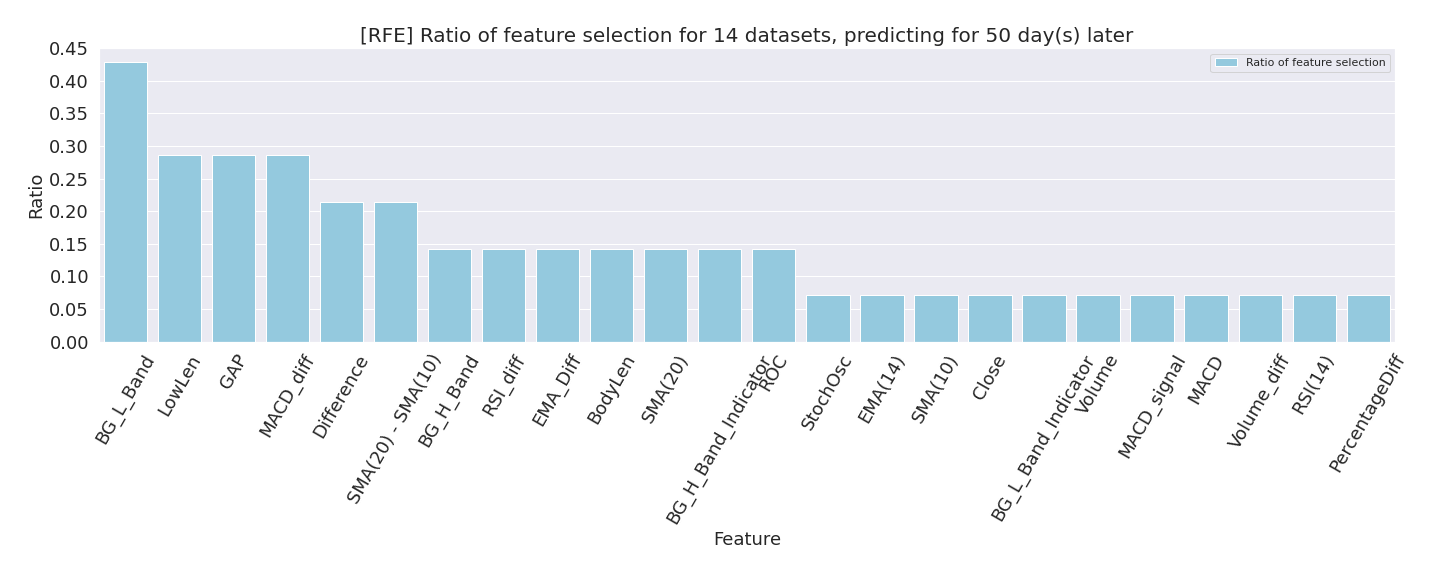 [RFE] Ratio of feature selection for 14 datasets, predicting for 50 day(s) later
Ratio of feature selection
Ratio
0.45
0.40
0.35
0.30
0.25
0.20
0.15
0.10
0.05
0.00
BG_L_Band
LowLen
GAP
MACD_diff
Difference
SMA(20) - SMA(10)
BG_H_Band
RSI_diff
EMA_Diff
BodyLen
SMA(20)
BG_H_Band_Indicator
ROC
StochOsc
EMA(14)
SMA(10)
Close
BG_L_Band_Indicator
Volume
MACD_signal
MACD
Volume_diff
RSI(14)
PercentageDiff
Feature